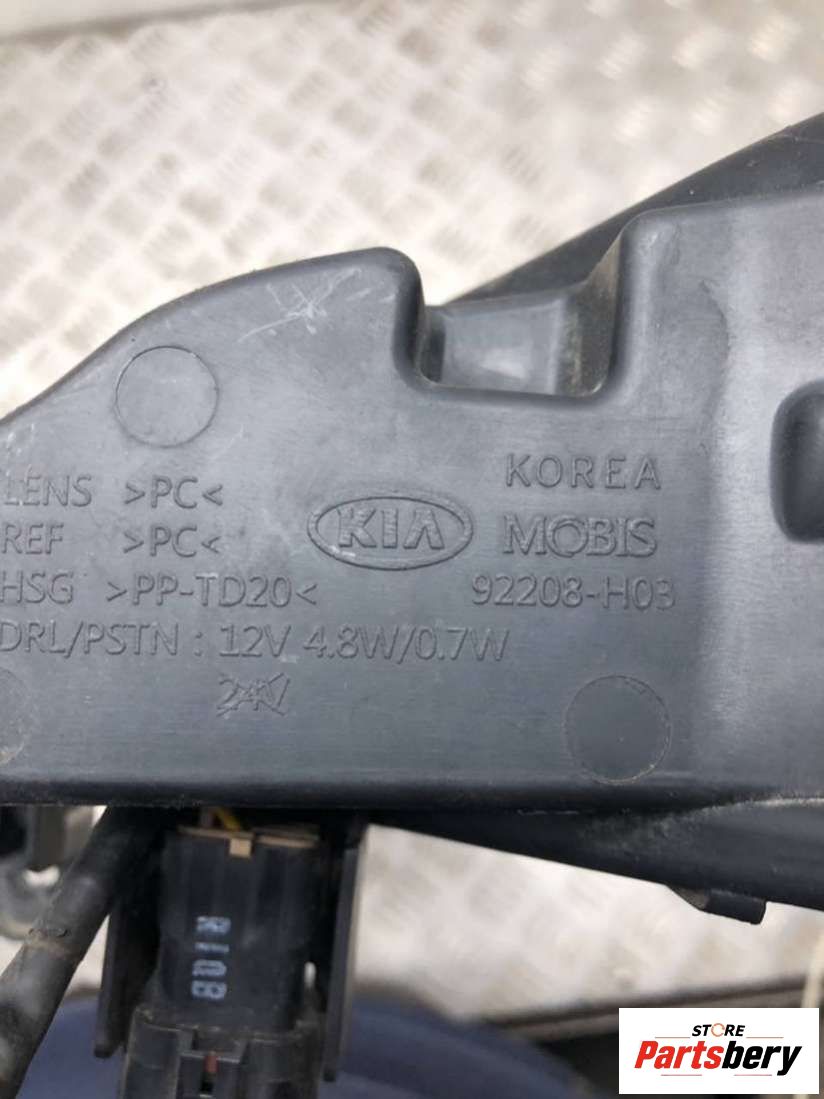 KOREA
LENS >PC<
KIA
MOBIS
REF >PC<
HSG >PP-TD20<
92208-H03
DRL/PSTN : 12V 4.8W/0.7W
24V
STORE
Partsbery